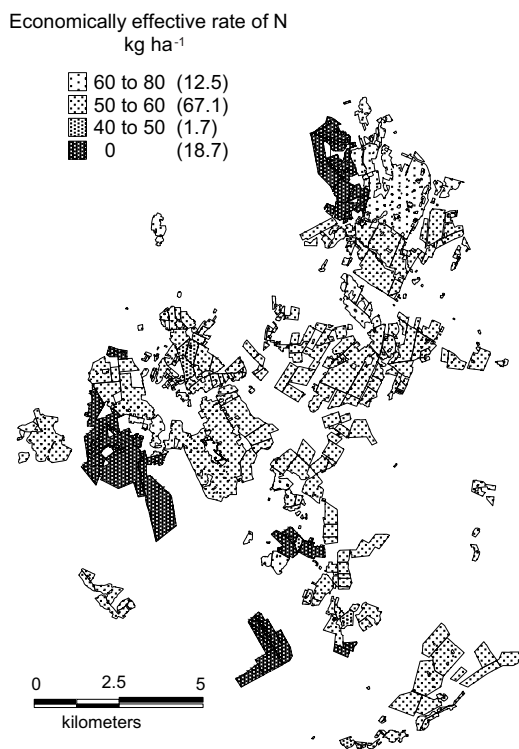 Economically effective rate of N
kg ha-1
60 to 80 (12.5)
50 to 60 (67.1)
40 to 50 (1.7)
0 (18.7)
0 2.5 5
kilometers